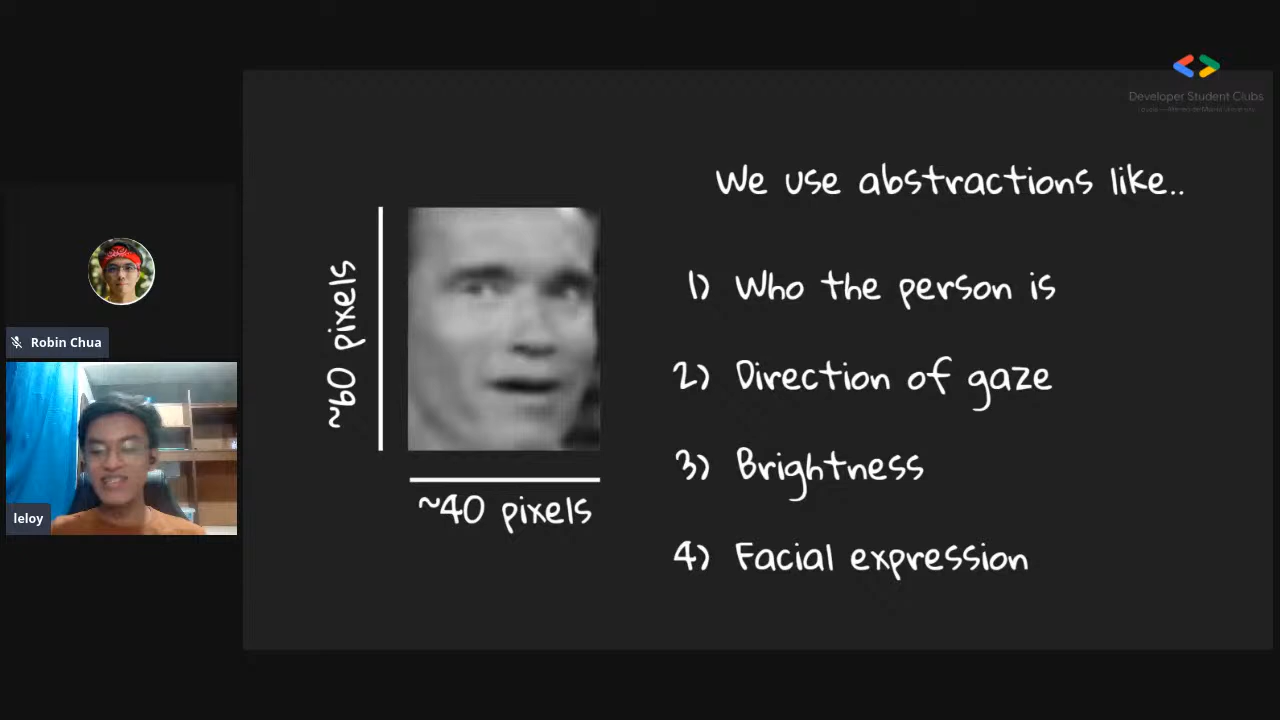 Developer Student Clubs
We use abstractions like..
~60 pixels
1) Who the person is
2) Direction of gaze
3) Brightness
4) Facial expression
~40 pixels
Robin Chua
leloy